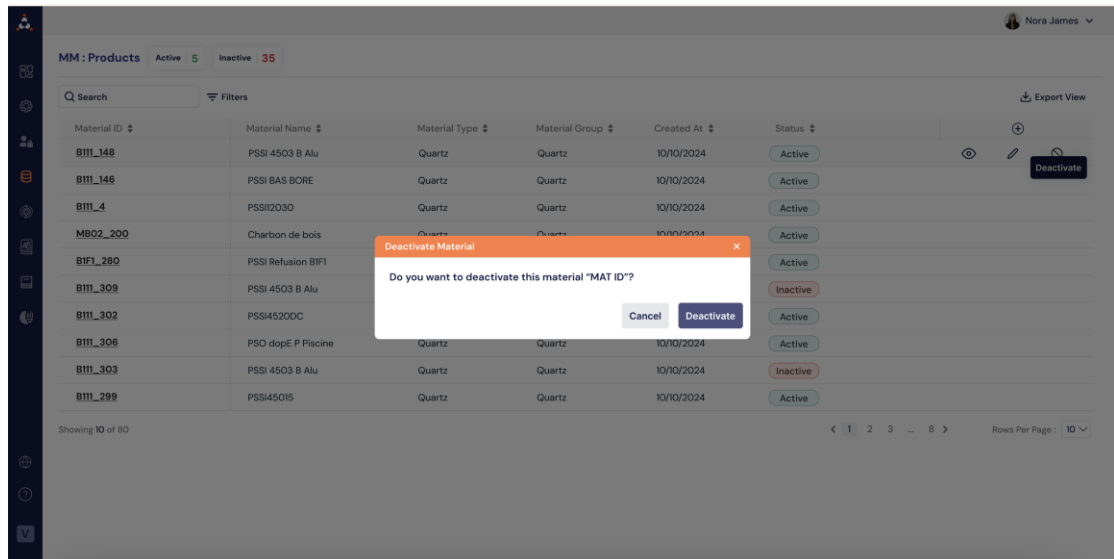 Nora James
MM : Products Active 5 Inactive 35
Search Filters Export View
Material ID Material Name Material Type Material Group Created At Status
B111_148 PSSI 4503 B Alu Quartz Quartz 10/10/2024 Active
Deactivate
B111_146 PSSI BAS BORE Quartz Quartz 10/10/2024 Active
B111_4 PSSI12030 Quartz Quartz 10/10/2024 Active
MB02_200 Charbon de bois Quartz Quartz 10/10/2024 Active
Deactivate Material
B1F1_280 PSSI Refusion B1F1 Active
Do you want to deactivate this material “MAT ID”?
B111_309 PSSI 4503 B Alu Inactive
B111_302 PSSI4520DC Active
Cancel Deactivate
B111_306 PSO dopE P Piscine Quartz Quartz 10/10/2024 Active
B111_303 PSSI 4503 B Alu Quartz Quartz 10/10/2024 Inactive
B111_299 PSSI45015 Quartz Quartz 10/10/2024 Active
Showing 10 of 80 1 2 3 … 8 Rows Per Page : 10
V